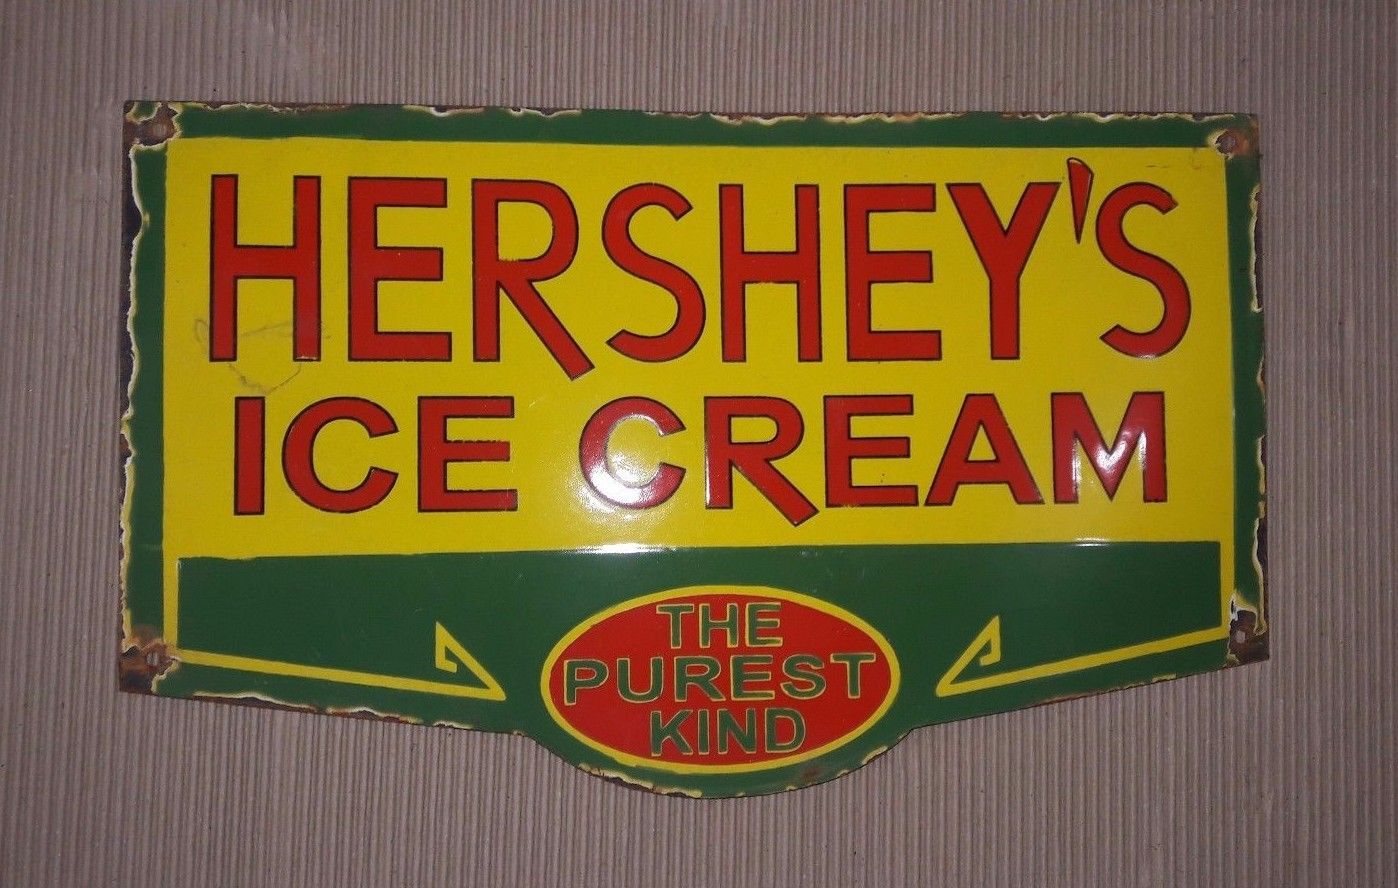 HERSHEY'S
ICE CREAM
THE
PUREST
KIND